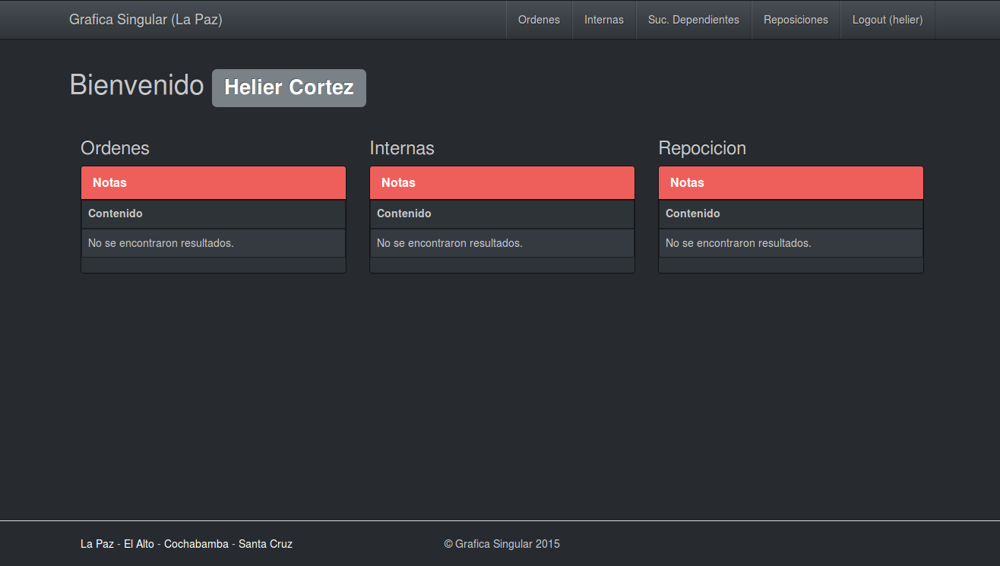 Grafica Singular (La Paz) Ordenes Internas Suc. Dependientes Reposiciones Logout (helier)
Bienvenido Helier Cortez
Ordenes Internas Repocicion
Notas Notas Notas
Contenido Contenido Contenido
No se encontraron resultados. No se encontraron resultados. No se encontraron resultados.
La Paz - El Alto - Cochabamba - Santa Cruz © Grafica Singular 2015